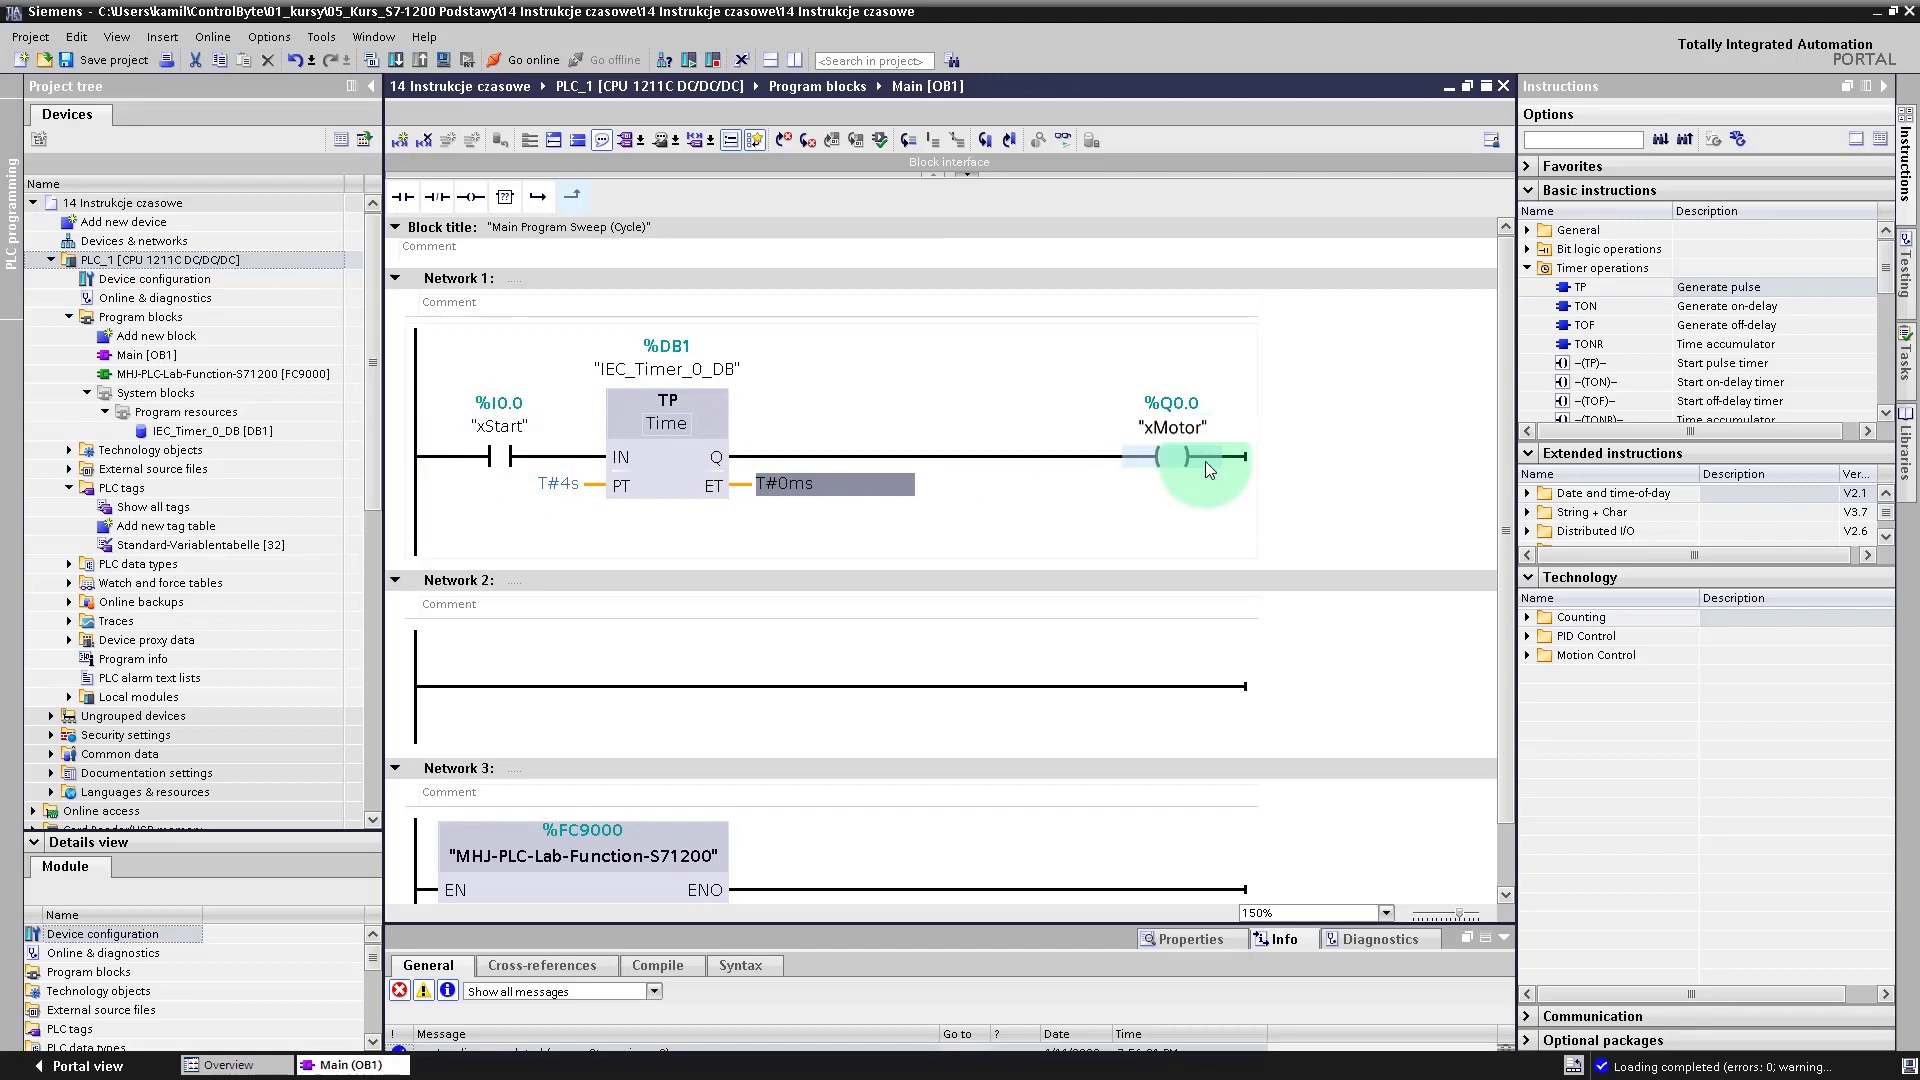 Siemens - C:\Users\kamil\ControlByte\01_kursy\05_Kurs_S7-1200 Podstawy\14 Instrukcje czasowe\14 Instrukcje czasowe\14 Instrukcje czasowe
Project Edit View Insert Online Options Tools Window Help
Totally Integrated Automation
PORTAL
Save project
Go online
Go offline
<Search in project>
Project tree
Devices
Name
14 Instrukcje czasowe
Add new device
Devices & networks
PLC_1 [CPU 1211C DC/DC/DC]
Device configuration
Online & diagnostics
Program blocks
Add new block
Main [OB1]
MHJ-PLC-Lab-Function-S71200 [FC9000]
System blocks
Program resources
IEC_Timer_0_DB [DB1]
Technology objects
External source files
PLC tags
Show all tags
Add new tag table
Standard-Variablentabelle [32]
PLC data types
Watch and force tables
Online backups
Traces
Device proxy data
Program info
PLC alarm text lists
Local modules
Ungrouped devices
Security settings
Common data
Documentation settings
Languages & resources
Online access
Details view
Module
Name
Device configuration
Online & diagnostics
Program blocks
Technology objects
External source files
PLC tags
PLC data types
PLC programming
14 Instrukcje czasowe PLC_1 [CPU 1211C DC/DC/DC] Program blocks Main [OB1]
Block interface
Block title: "Main Program Sweep (Cycle)"
Comment
Network 1: .....
Comment
%DB1
"IEC_Timer_0_DB"
%I0.0
"xStart"
TP
Time
IN Q
T#4s PT ET T#0ms
%Q0.0
"xMotor"
Network 2: .....
Comment
Network 3: .....
Comment
%FC9000
"MHJ-PLC-Lab-Function-S71200"
EN ENO
150%
Properties Info Diagnostics
General Cross-references Compile Syntax
Show all messages
! Message Go to ? Date Time
Instructions
Options
Favorites
Basic instructions
Name Description
General
Bit logic operations
Timer operations
TP Generate pulse
TON Generate on-delay
TOF Generate off-delay
TONR Time accumulator
-(TP)- Start pulse timer
-(TON)- Start on-delay timer
-(TOF)- Start off-delay timer
-(TONR)- Time accumulator
Extended instructions
Name Description Ver...
Date and time-of-day V2.1
String + Char V3.7
Distributed I/O V2.6
Technology
Name Description
Counting
PID Control
Motion Control
Communication
Optional packages
Instructions
Testing
Tasks
Libraries
Portal view
Overview
Main (OB1)
Loading completed (errors: 0; warning...